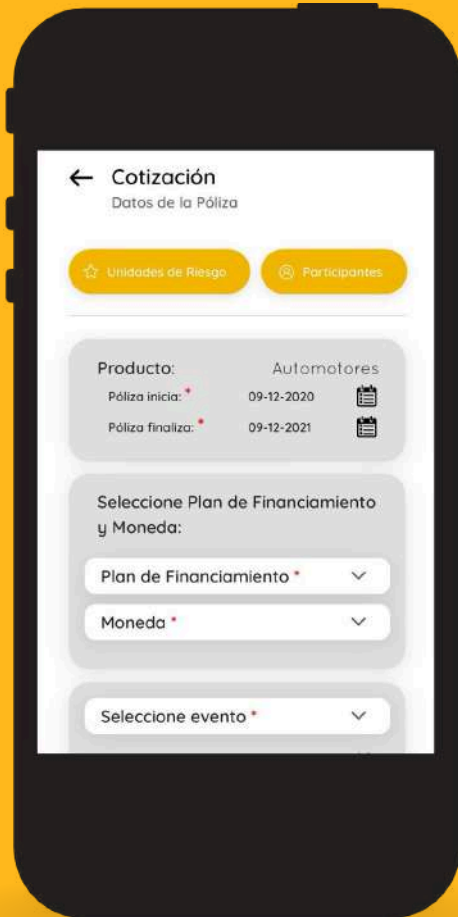 Cotización
Datos de la Póliza
Unidades de Riesgo
Participantes
Producto: Automotores
Póliza inicia: * 09-12-2020
Póliza finaliza: * 09-12-2021
Seleccione Plan de Financiamiento
y Moneda:
Plan de Financiamiento *
Moneda *
Seleccione evento *